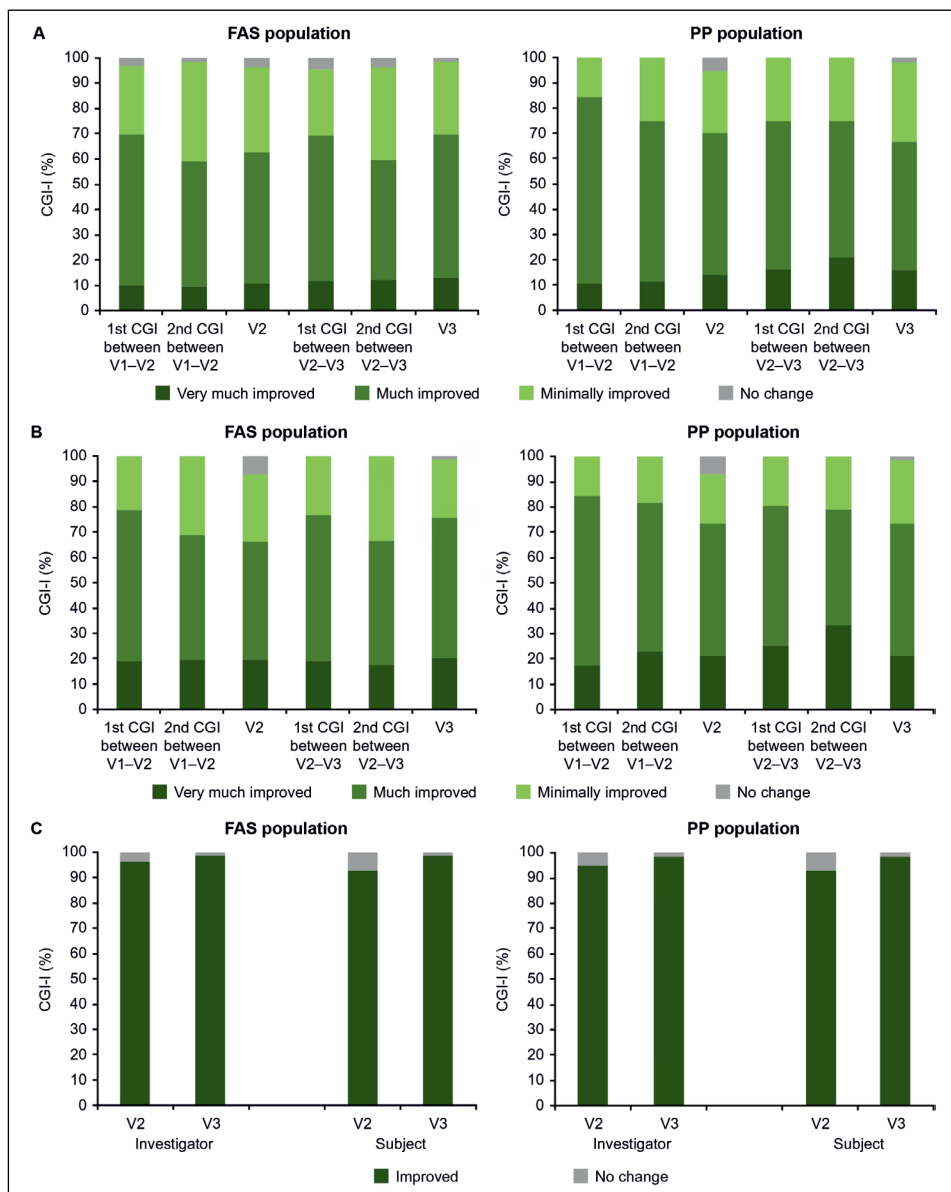 A
FAS population
PP population
CGI-I (%)
100
90
80
70
60
50
40
30
20
10
0
1st CGI between V1–V2
2nd CGI between V1–V2
V2
1st CGI between V2–V3
2nd CGI between V2–V3
V3
CGI-I (%)
100
90
80
70
60
50
40
30
20
10
0
1st CGI between V1–V2
2nd CGI between V1–V2
V2
1st CGI between V2–V3
2nd CGI between V2–V3
V3
Very much improved
Much improved
Minimally improved
No change
B
FAS population
PP population
CGI-I (%)
100
90
80
70
60
50
40
30
20
10
0
1st CGI between V1–V2
2nd CGI between V1–V2
V2
1st CGI between V2–V3
2nd CGI between V2–V3
V3
CGI-I (%)
100
90
80
70
60
50
40
30
20
10
0
1st CGI between V1–V2
2nd CGI between V1–V2
V2
1st CGI between V2–V3
2nd CGI between V2–V3
V3
Very much improved
Much improved
Minimally improved
No change
C
FAS population
PP population
CGI-I (%)
100
90
80
70
60
50
40
30
20
10
0
V2
V3
V2
V3
Investigator
Subject
CGI-I (%)
100
90
80
70
60
50
40
30
20
10
0
V2
V3
V2
V3
Investigator
Subject
Improved
No change